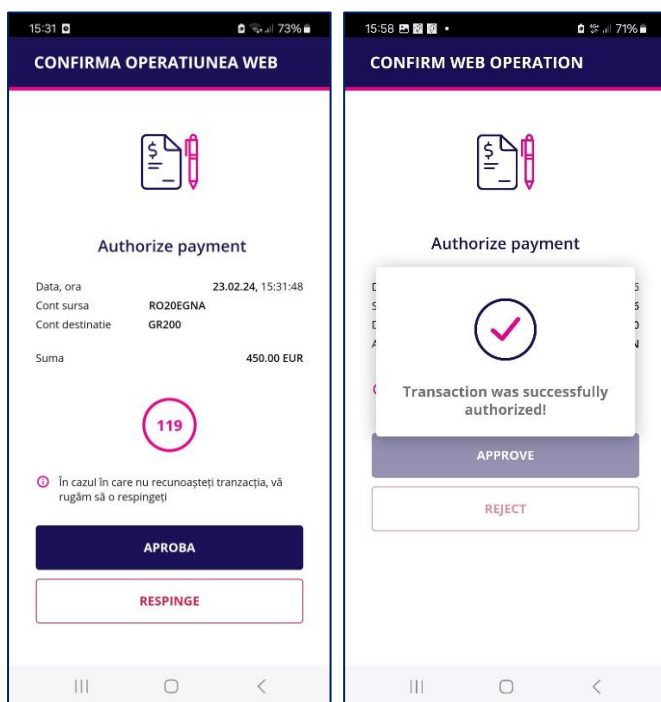 15:31
73%
CONFIRMA OPERATIUNEA WEB
Authorize payment
Data, ora 23.02.24, 15:31:48
Cont sursa RO20EGNA
Cont destinatie GR200
Suma 450.00 EUR
119
În cazul în care nu recunoașteți tranzacția, vă
rugăm să o respingeți
APROBA
RESPINGE
15:58
4G+ 71%
CONFIRM WEB OPERATION
Authorize payment
Transaction was successfully
authorized!
APPROVE
REJECT